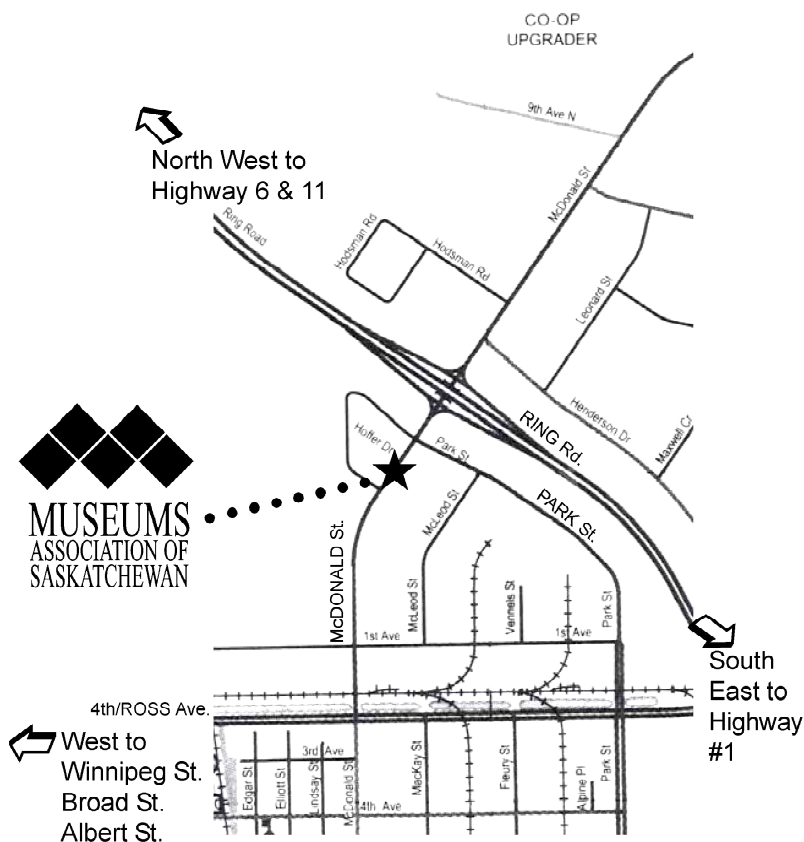 CO-OP
UPGRADER
9th Ave N
North West to
Highway 6 & 11
McDonald St
Ring Road
Hodsman Rd
Hodsman Rd
Leonard St
Henderson Dr
Maxwell Cr
RING Rd.
Hoffer Dr
Park St
PARK St.
McLeod St
MUSEUMS
ASSOCIATION OF
SASKATCHEWAN
McDONALD St.
McLeod St
Vennels St
Park St
1st Ave
1st Ave
South
East to
Highway
#1
4th/ROSS Ave.
West to
Winnipeg St.
Broad St.
Albert St.
3rd Ave
Edgar St
Elliott St
Lindsay St
McDonald St
MacKay St
Fleury St
Alpine Pl
Park St
4th Ave